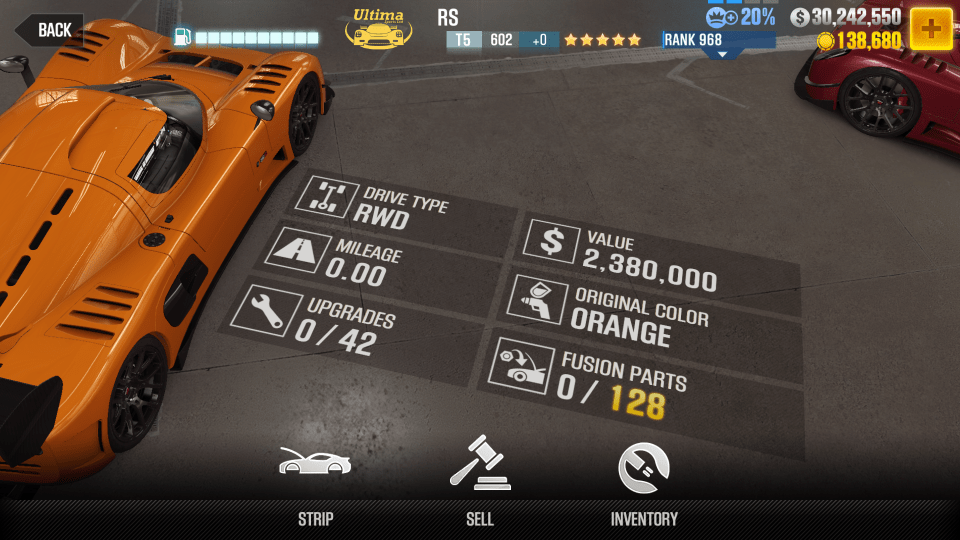 BACK
Ultima
RS
T5 602 +0
20%
RANK 968
30,242,550
138,680
DRIVE TYPE
RWD
MILEAGE
0.00
UPGRADES
0 / 42
VALUE
2,380,000
ORIGINAL COLOR
ORANGE
FUSION PARTS
0 / 128
STRIP
SELL
INVENTORY